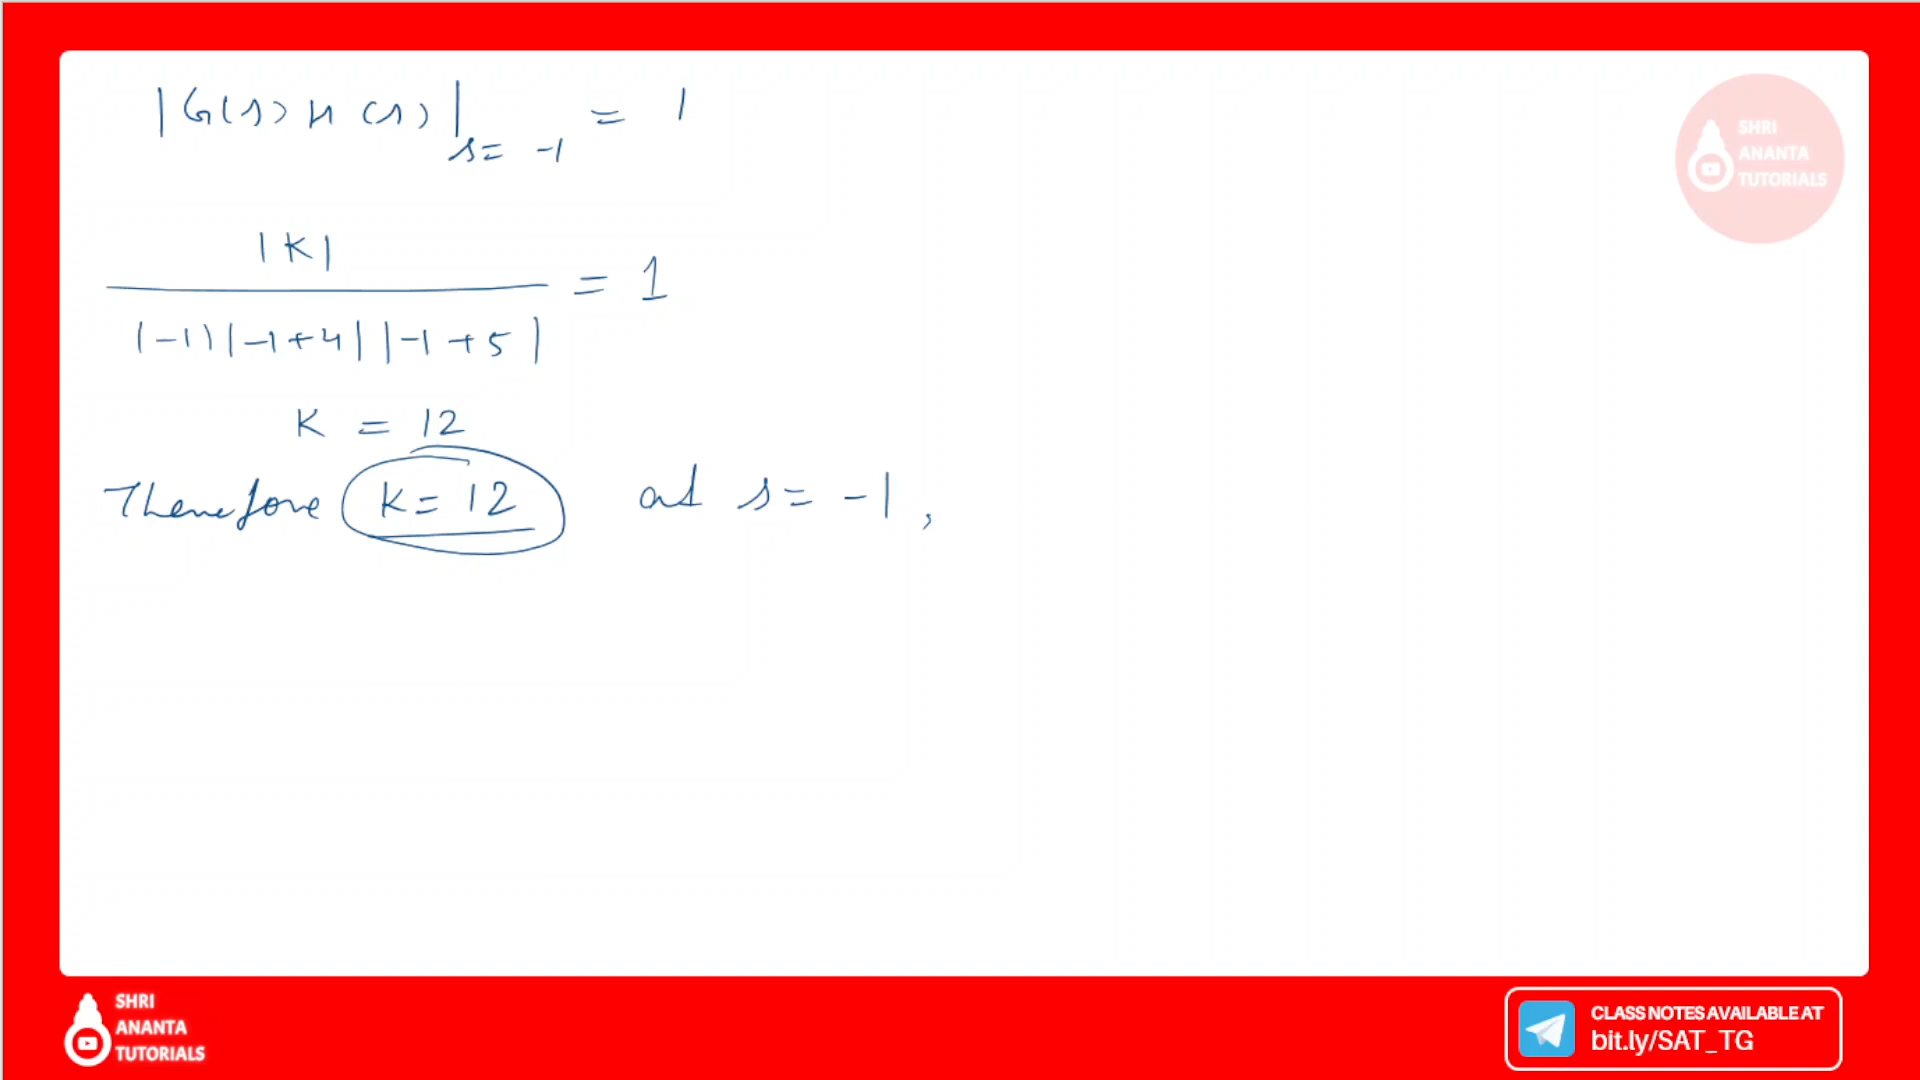 |G(s) H(s)|s= -1 = 1
|K|
|-1||-1+4||-1+5| = 1
K = 12
Therefore K = 12 at s = -1,
SHRI
ANANTA
TUTORIALS
SHRI
ANANTA
TUTORIALS
CLASS NOTES AVAILABLE AT
bit.ly/SAT_TG